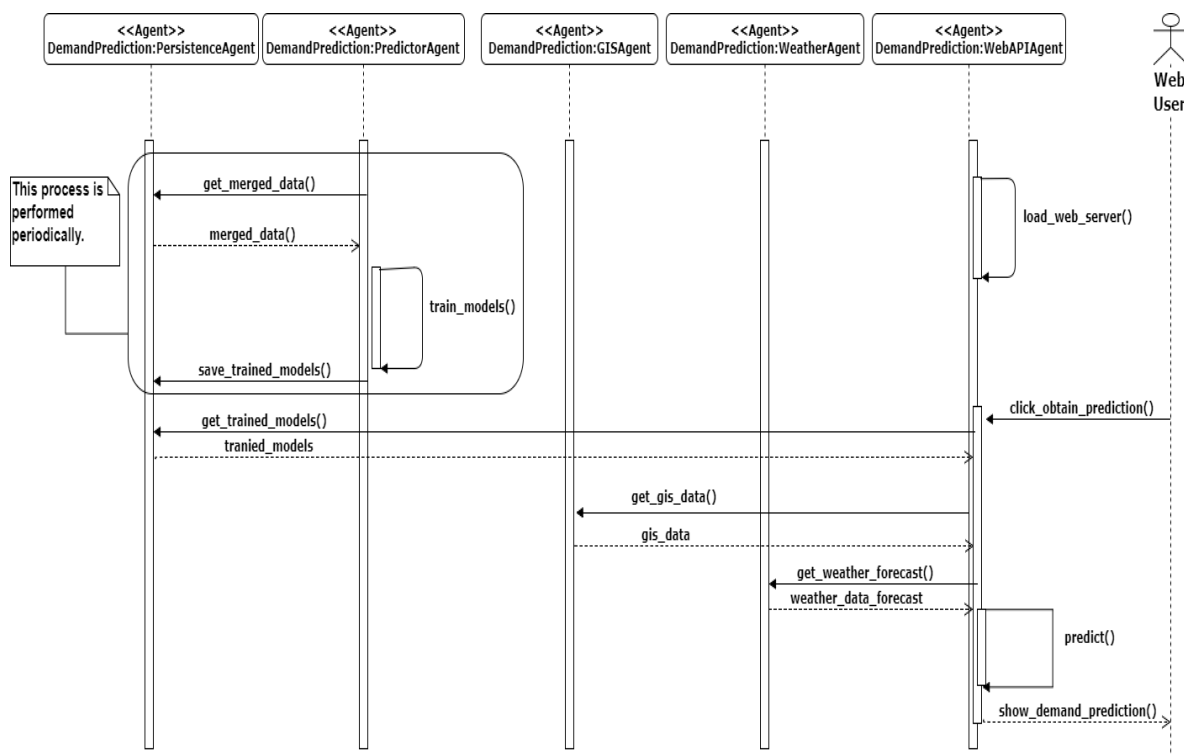 <<Agent>>
DemandPrediction:PersistenceAgent
<<Agent>>
DemandPrediction:PredictorAgent
<<Agent>>
DemandPrediction:GISAgent
<<Agent>>
DemandPrediction:WeatherAgent
<<Agent>>
DemandPrediction:WebAPIAgent
Web
User
This process is
performed
periodically.
get_merged_data()
merged_data()
train_models()
save_trained_models()
load_web_server()
click_obtain_prediction()
get_trained_models()
tranied_models
get_gis_data()
gis_data
get_weather_forecast()
weather_data_forecast
predict()
show_demand_prediction()